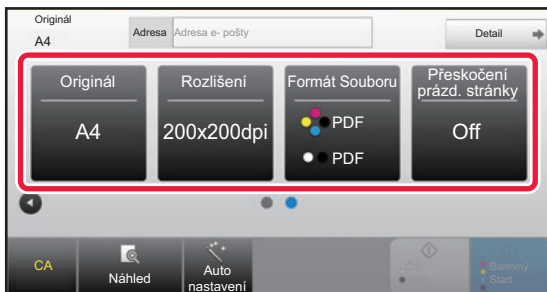 Originál
A4
Adresa
Adresa e- pošty
Detail
Originál
A4
Rozlišení
200x200dpi
Formát Souboru
PDF
PDF
Přeskočení
prázd. stránky
Off
CA
Náhled
Auto
nastavení
Barevný
Start